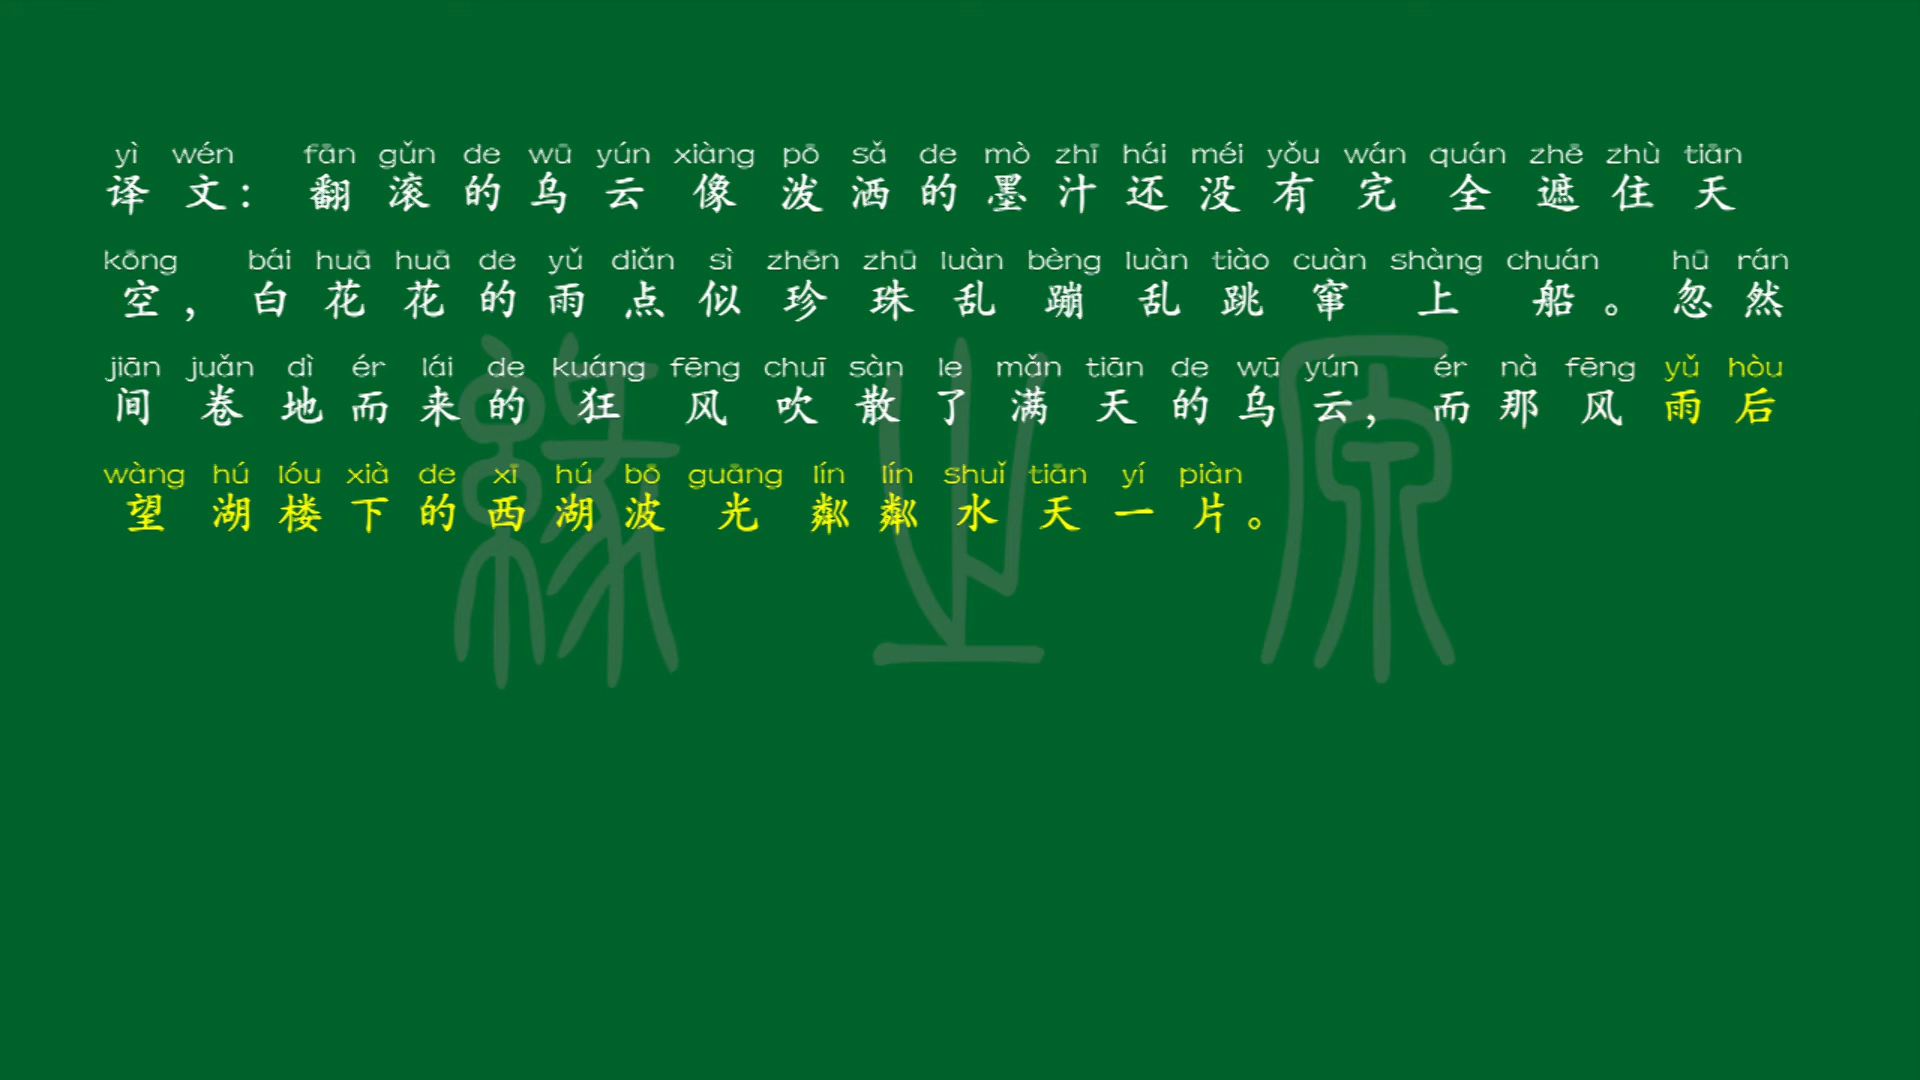 yì wén fān gǔn de wū yún xiàng pō sǎ de mò zhī hái méi yǒu wán quán zhē zhù tiān
译文：翻滚的乌云像泼洒的墨汁还没有完全遮住天
kōng bái huā huā de yǔ diǎn sì zhēn zhū luàn bèng luàn tiào cuàn shàng chuán hū rán
空，白花花的雨点似珍珠乱蹦乱跳窜上船。忽然
jiān juǎn dì ér lái de kuáng fēng chuī sàn le mǎn tiān de wū yún ér nà fēng yǔ hòu
间卷地而来的狂风吹散了满天的乌云，而那风雨后
wàng hú lóu xià de xī hú bō guāng lín lín shuǐ tiān yí piàn
望湖楼下的西湖波光粼粼水天一片。